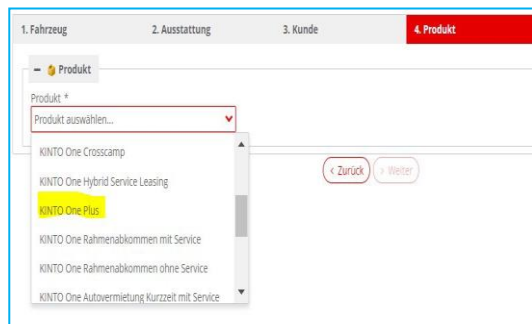 1. Fahrzeug 2. Ausstattung 3. Kunde 4. Produkt
Produkt
Produkt *
Produkt auswählen...
KINTO One Crosscamp
KINTO One Hybrid Service Leasing
KINTO One Plus
KINTO One Rahmenabkommen mit Service
KINTO One Rahmenabkommen ohne Service
KINTO One Autovermietung Kurzzeit mit Service
< Zurück > Weiter